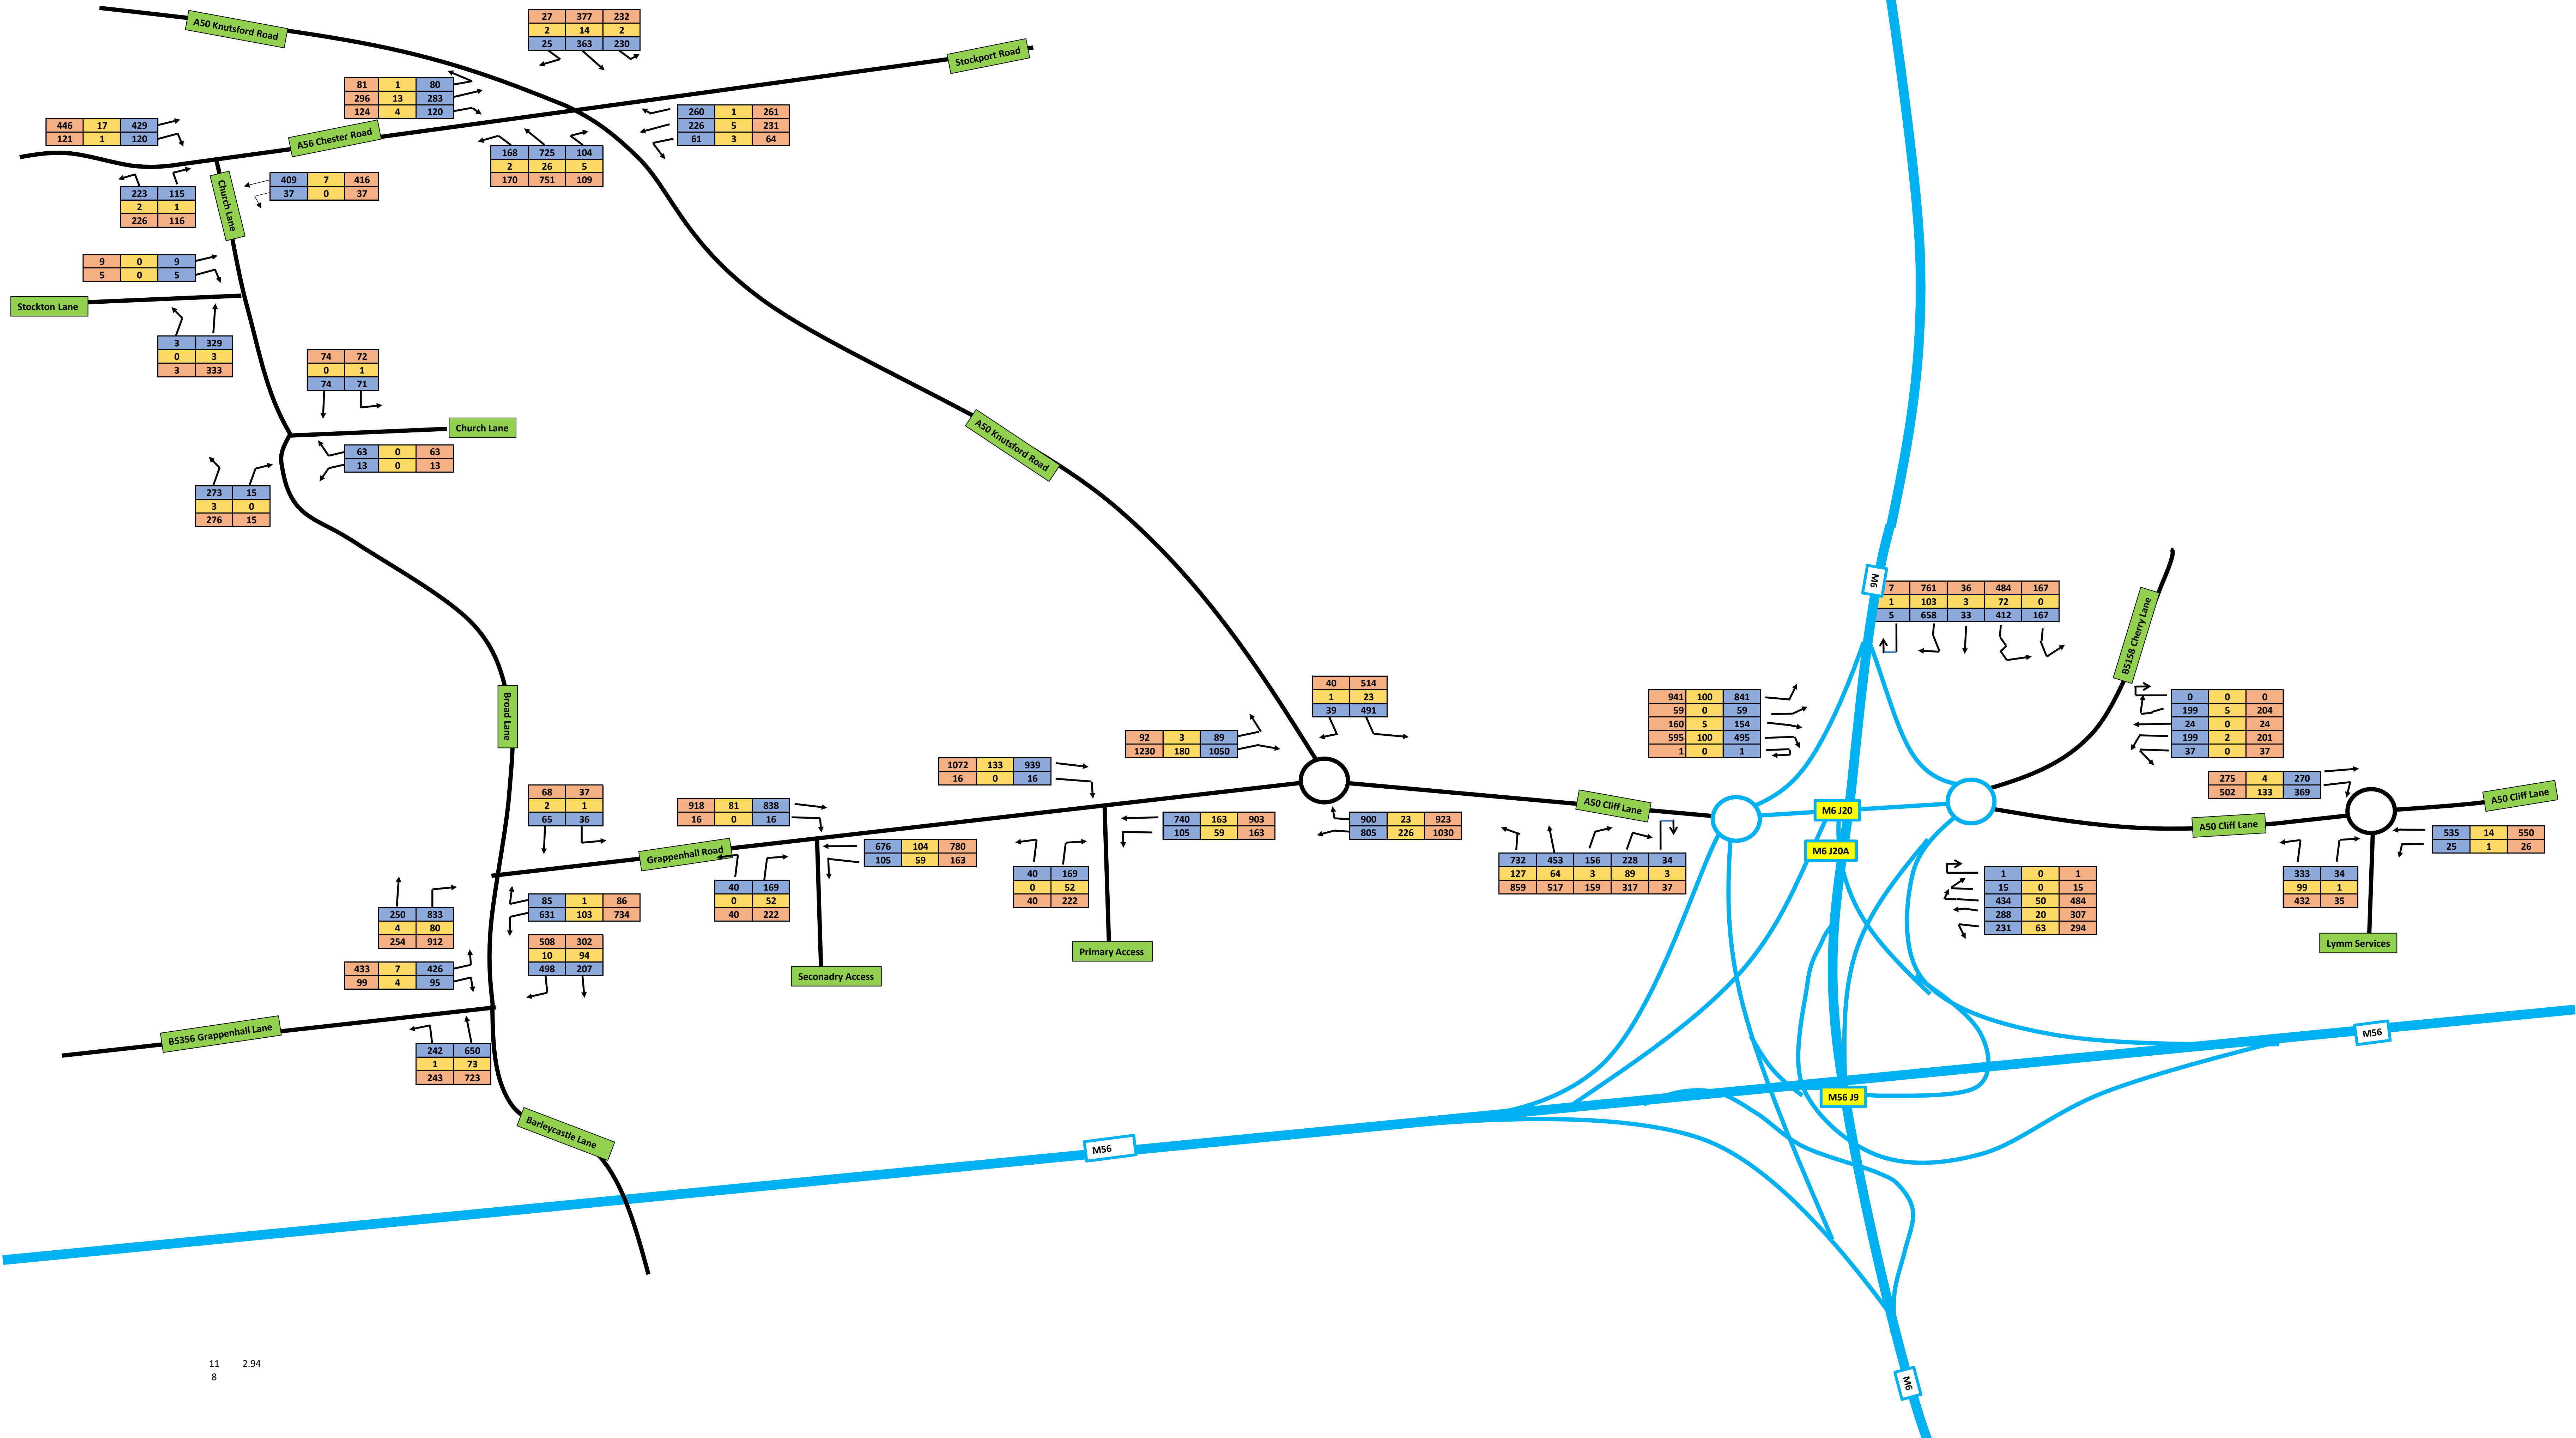 A50 Knutsford Road
27 377 232
2 14 2
25 363 230
Stockport Road
81 1 80
296 13 283
124 4 120
446 17 429
121 1 120
A56 Chester Road
260 1 261
226 5 231
61 3 64
168 725 104
2 26 5
170 751 109
409 7 416
37 0 37
223 115
2 1
226 116
Church Lane
9 0 9
5 0 5
Stockton Lane
3 329
0 3
3 333
74 72
0 1
74 71
Church Lane
63 0 63
13 0 13
273 15
3 0
276 15
A50 Knutsford Road
M6
7 761 36 484 167
1 103 3 72 0
5 658 33 412 167
B5158 Cherry Lane
Broad Lane
40 514
1 23
39 491
941 100 841
59 0 59
160 5 154
595 100 495
1 0 1
0 0 0
199 5 204
24 0 24
199 2 201
37 0 37
92 3 89
1230 180 1050
1072 133 939
16 0 16
275 4 270
502 133 369
A50 Cliff Lane
68 37
2 1
65 36
918 81 838
16 0 16
A50 Cliff Lane
M6 J20
A50 Cliff Lane
740 163 903
105 59 163
900 23 923
805 226 1030
535 14 550
25 1 26
Grappenhall Road
676 104 780
105 59 163
M6 J20A
732 453 156 228 34
127 64 3 89 3
859 517 159 317 37
40 169
0 52
40 222
40 169
0 52
40 222
1 0 1
15 0 15
434 50 484
288 20 307
231 63 294
333 34
99 1
432 35
250 833
4 80
254 912
85 1 86
631 103 734
508 302
10 94
498 207
433 7 426
99 4 95
Seconadry Access
Primary Access
Lymm Services
B5356 Grappenhall Lane
242 650
1 73
243 723
M56
M56 J9
Barleycastle Lane
M56
11 2.94
8
M6